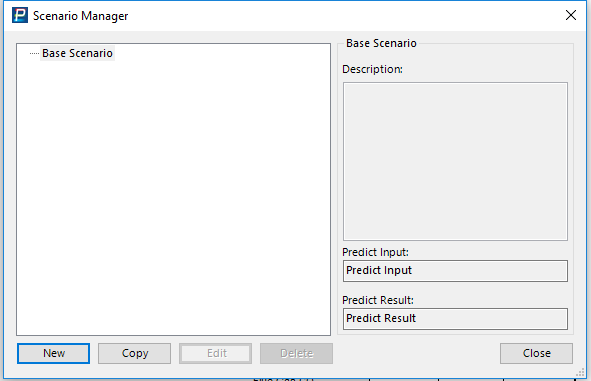 Scenario Manager
Base Scenario
Base Scenario
Description:
Predict Input:
Predict Input
Predict Result:
Predict Result
New
Copy
Edit
Delete
Close